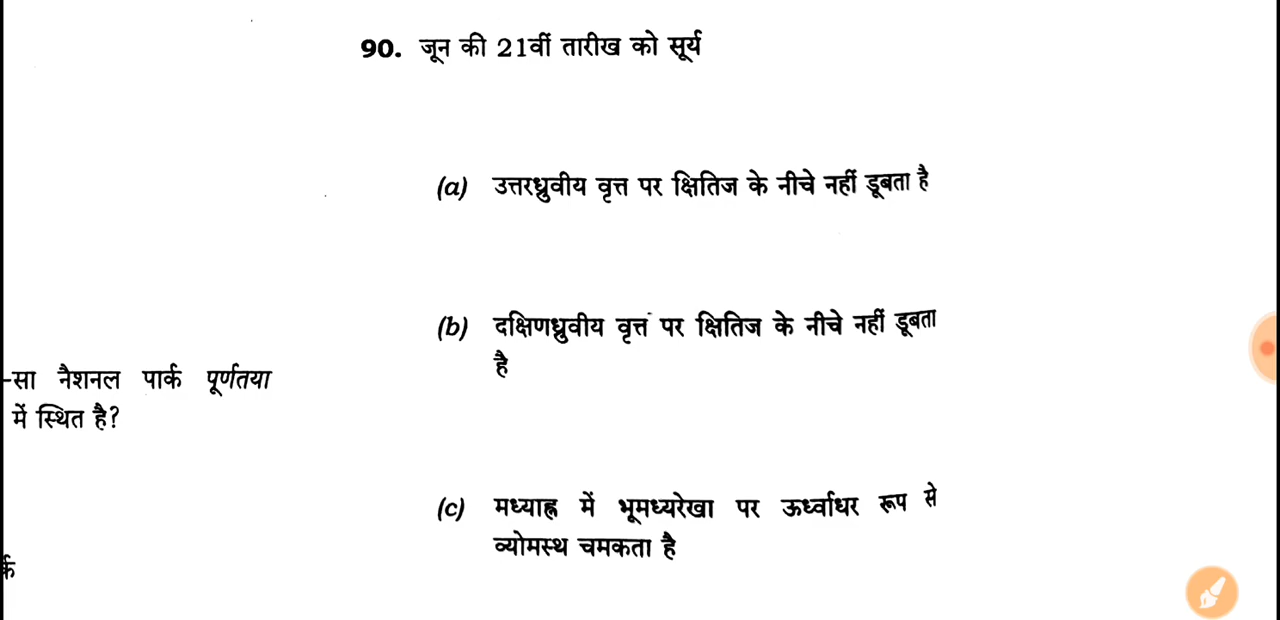 90. जून की 21वीं तारीख को सूर्य
(a) उत्तरध्रुवीय वृत्त पर क्षितिज के नीचे नहीं डूबता है
(b) दक्षिणध्रुवीय वृत्त पर क्षितिज के नीचे नहीं डूबता
है
-सा नैशनल पार्क पूर्णतया
में स्थित है?
(c) मध्याह्न में भूमध्यरेखा पर ऊर्ध्वाधर रूप से
व्योमस्थ चमकता है
र्क